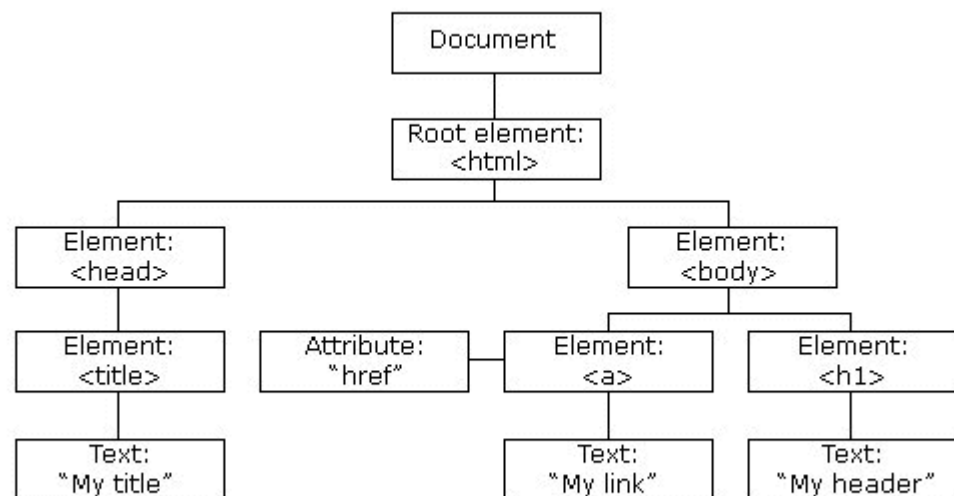 Document
Root element:
<html>
Element:
<head>
Element:
<body>
Element:
<title>
Attribute:
“href”
Element:
<a>
Element:
<h1>
Text:
“My title”
Text:
“My link”
Text:
“My header”